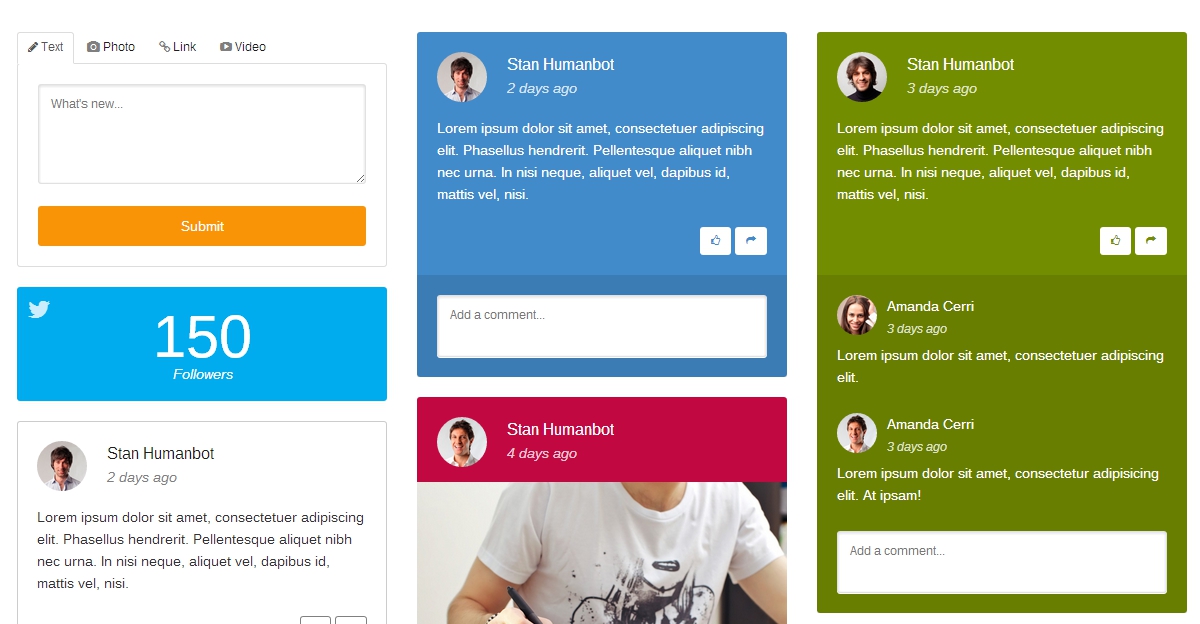 Text
Photo
Link
Video
What's new...
Submit
150
Followers
Stan Humanbot
2 days ago
Lorem ipsum dolor sit amet, consectetuer adipiscing
elit. Phasellus hendrerit. Pellentesque aliquet nibh
nec urna. In nisi neque, aliquet vel, dapibus id,
mattis vel, nisi.
Stan Humanbot
2 days ago
Lorem ipsum dolor sit amet, consectetuer adipiscing
elit. Phasellus hendrerit. Pellentesque aliquet nibh
nec urna. In nisi neque, aliquet vel, dapibus id,
mattis vel, nisi.
Add a comment...
Stan Humanbot
4 days ago
Stan Humanbot
3 days ago
Lorem ipsum dolor sit amet, consectetuer adipiscing
elit. Phasellus hendrerit. Pellentesque aliquet nibh
nec urna. In nisi neque, aliquet vel, dapibus id,
mattis vel, nisi.
Amanda Cerri
3 days ago
Lorem ipsum dolor sit amet, consectetuer adipiscing
elit.
Amanda Cerri
3 days ago
Lorem ipsum dolor sit amet, consectetur adipisicing
elit. At ipsam!
Add a comment...